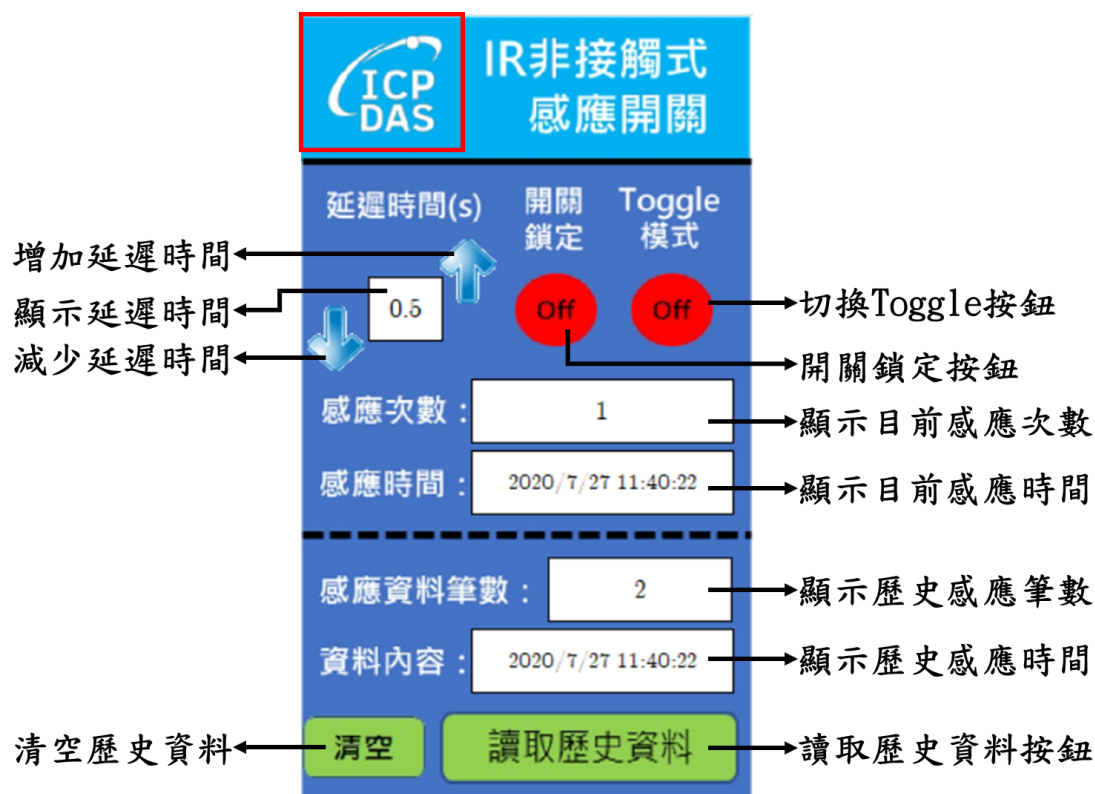 ICP
DAS
IR非接觸式
感應開關
延遲時間(s)
開關
鎖定
Toggle
模式
增加延遲時間
顯示延遲時間
減少延遲時間
0.5
Off
Off
切換Toggle按鈕
開關鎖定按鈕
感應次數：
1
顯示目前感應次數
感應時間：
2020/7/27 11:40:22
顯示目前感應時間
感應資料筆數：
2
顯示歷史感應筆數
資料內容：
2020/7/27 11:40:22
顯示歷史感應時間
清空歷史資料
清空
讀取歷史資料
讀取歷史資料按鈕